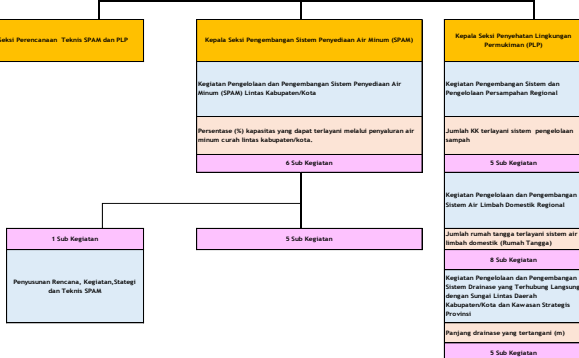 Seksi Perencanaan Teknis SPAM dan PLP
Kepala Seksi Pengembangan Sistem Penyediaan Air Minum (SPAM)
Kepala Seksi Penyehatan Lingkungan
Permukiman (PLP)
Kegiatan Pengelolaan dan Pengembangan Sistem Penyediaan Air
Minum (SPAM) Lintas Kabupaten/Kota
Kegiatan Pengembangan Sistem dan
Pengelolaan Persampahan Regional
Persentase (%) kapasitas yang dapat terlayani melalui penyaluran air
minum curah lintas kabupaten/kota.
Jumlah KK terlayani sistem pengelolaan
sampah
6 Sub Kegiatan
5 Sub Kegiatan
Kegiatan Pengelolaan dan Pengembangan
Sistem Air Limbah Domestik Regional
1 Sub Kegiatan
5 Sub Kegiatan
Jumlah rumah tangga terlayani sistem air
limbah domestik (Rumah Tangga)
8 Sub Kegiatan
Penyusunan Rencana, Kegiatan,Stategi
dan Teknis SPAM
Kegiatan Pengelolaan dan Pengembangan
Sistem Drainase yang Terhubung Langsung
dengan Sungai Lintas Daerah
Kabupaten/Kota dan Kawasan Strategis
Provinsi
Panjang drainase yang tertangani (m)
5 Sub Kegiatan